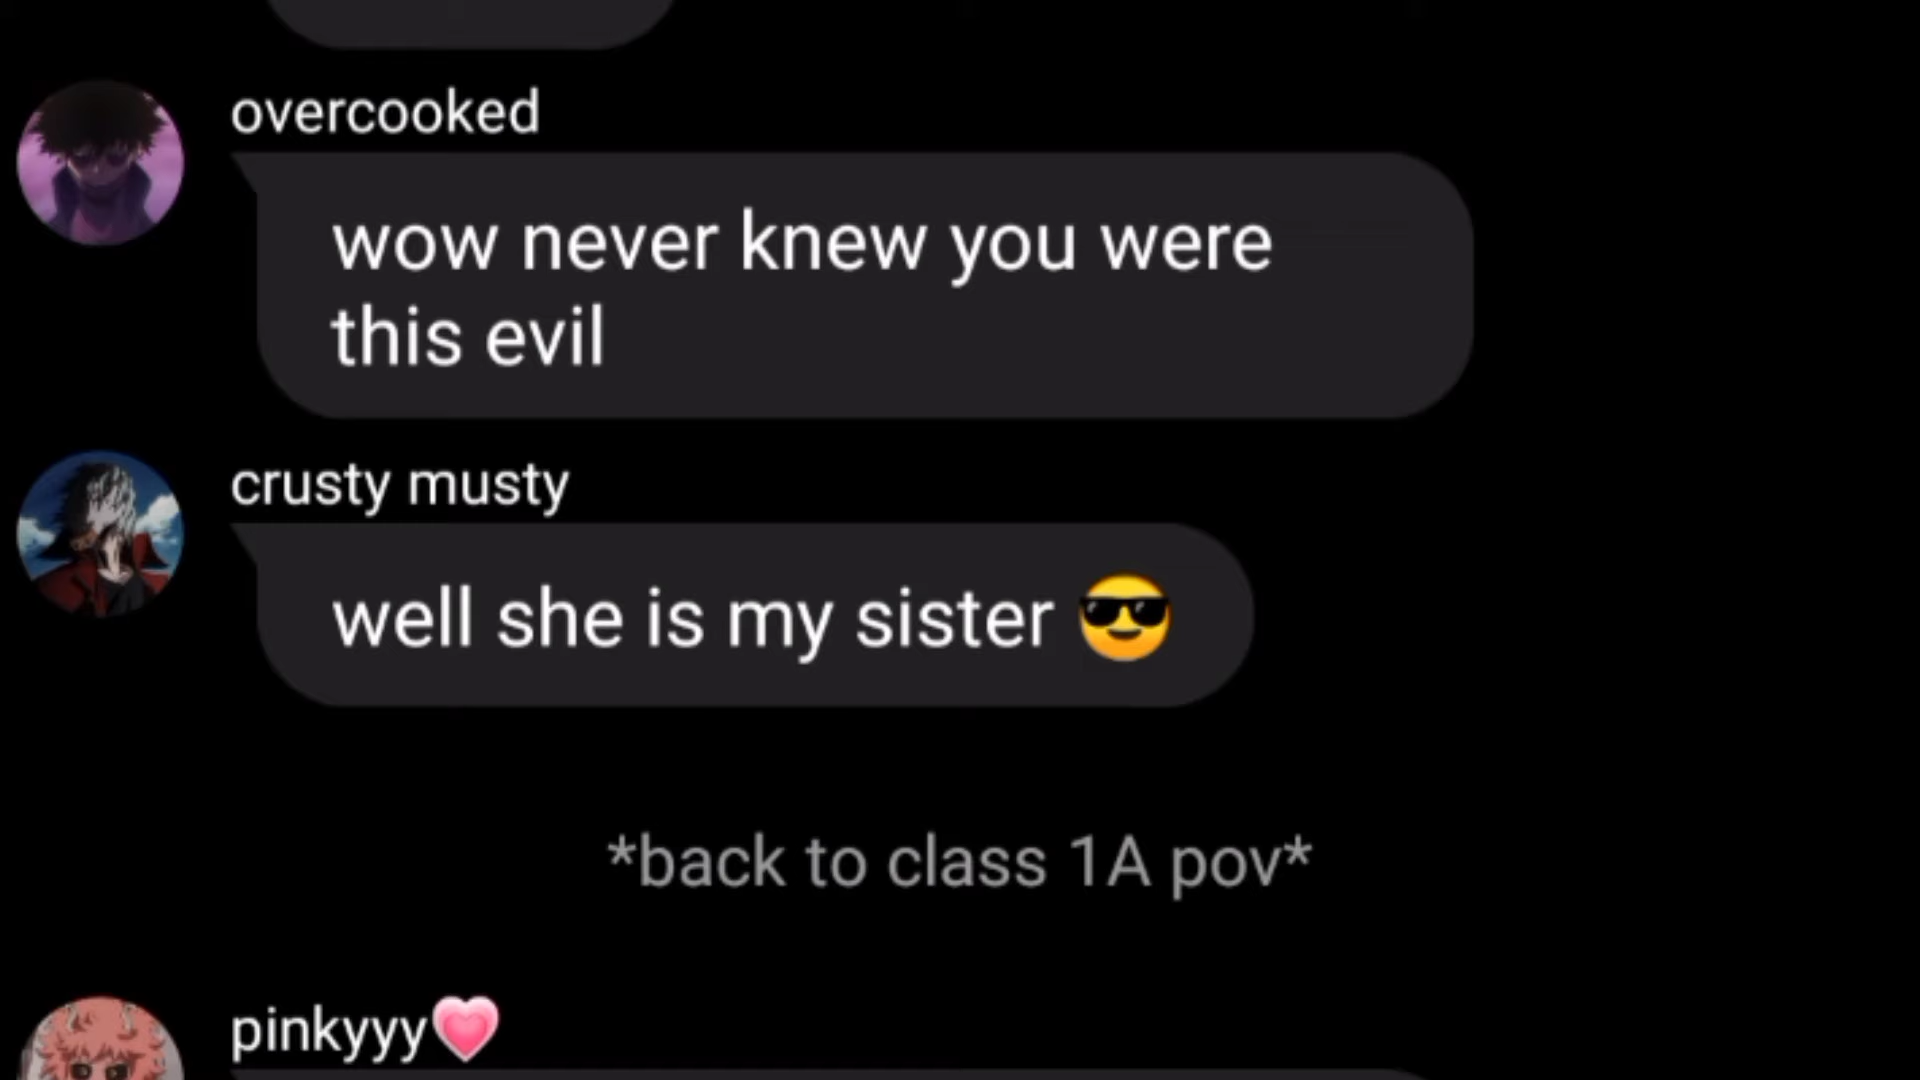 overcooked
wow never knew you were
this evil
crusty musty
well she is my sister 😎
*back to class 1A pov*
pinkyyy💗